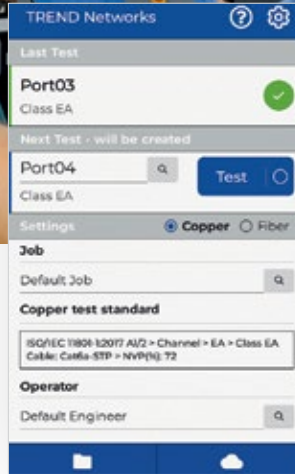 TREND Networks
Last Test
Port03
Class EA
Next Test - will be created
Port04
Test
Class EA
Settings
Copper
Fiber
Job
Default Job
Copper test standard
ISO/IEC 11801-1:2017 A1/2 > Channel > EA > Class EA
Cable: Cat6a-STP > NVP(%): 72
Operator
Default Engineer